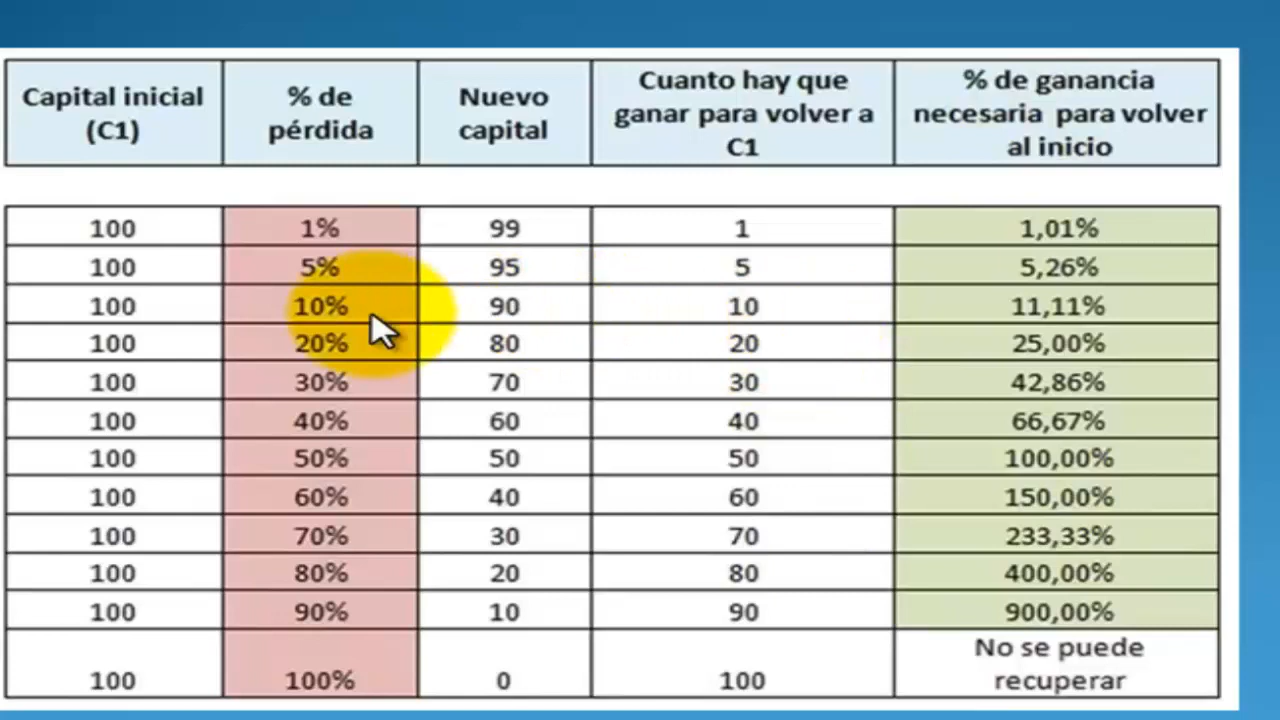 Capital inicial (C1) % de pérdida Nuevo capital Cuanto hay que ganar para volver a C1 % de ganancia necesaria para volver al inicio
100 1% 99 1 1,01%
100 5% 95 5 5,26%
100 10% 90 10 11,11%
100 20% 80 20 25,00%
100 30% 70 30 42,86%
100 40% 60 40 66,67%
100 50% 50 50 100,00%
100 60% 40 60 150,00%
100 70% 30 70 233,33%
100 80% 20 80 400,00%
100 90% 10 90 900,00%
100 100% 0 100 No se puede recuperar